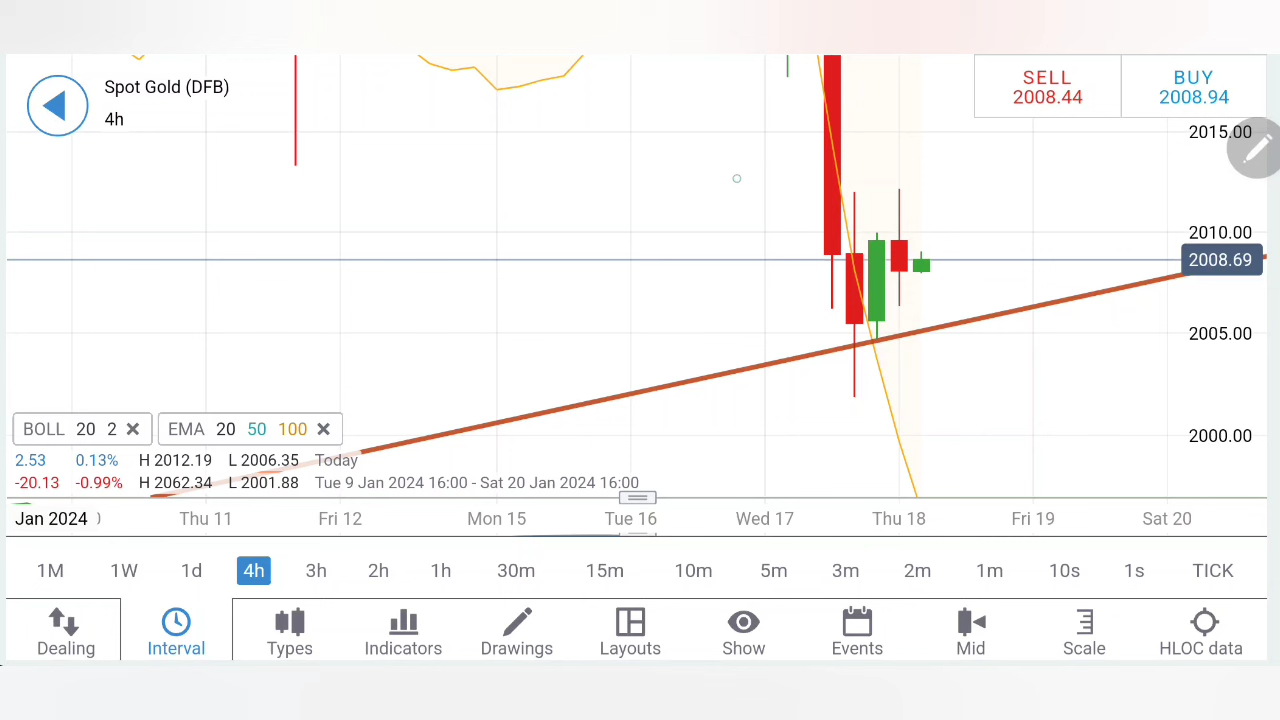 Spot Gold (DFB)
4h
SELL
2008.44
BUY
2008.94
2015.00
2010.00
2008.69
2005.00
2000.00
BOLL 20 2
EMA 20 50 100
2.53 0.13% H 2012.19 L 2006.35 Today
-20.13 -0.99% H 2062.34 L 2001.88 Tue 9 Jan 2024 16:00 - Sat 20 Jan 2024 16:00
Jan 2024 Thu 11 Fri 12 Mon 15 Tue 16 Wed 17 Thu 18 Fri 19 Sat 20
1M 1W 1d 4h 3h 2h 1h 30m 15m 10m 5m 3m 2m 1m 10s 1s TICK
Dealing Interval Types Indicators Drawings Layouts Show Events Mid Scale HLOC data